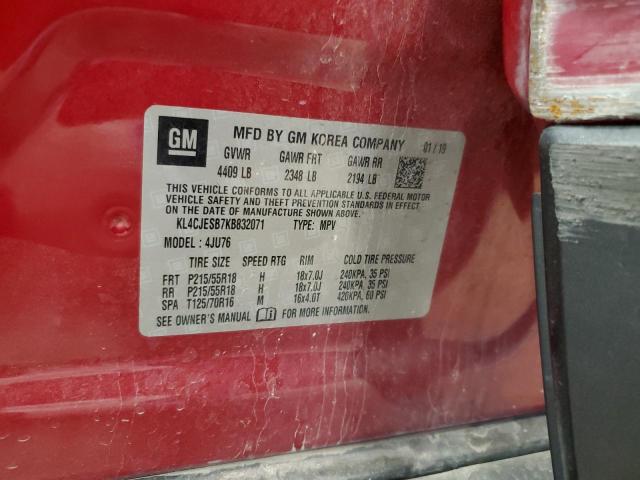 GM MFD BY GM KOREA COMPANY 01/19
GVWR GAWR FRT GAWR RR
4409 LB 2348 LB 2194 LB
THIS VEHICLE CONFORMS TO ALL APPLICABLE U.S. FEDERAL MOTOR
VEHICLE SAFETY AND THEFT PREVENTION STANDARDS IN EFFECT ON
THE DATE OF MANUFACTURE SHOWN ABOVE.
KL4CJESB7KB832071 TYPE: MPV
MODEL: 4JU76
TIRE SIZE SPEED RTG RIM COLD TIRE PRESSURE
FRT P215/55R18 H 18x7.0J 240KPA, 35 PSI
RR P215/55R18 H 18x7.0J 240KPA, 35 PSI
SPA T125/70R16 M 16x4.0T 420KPA, 60 PSI
SEE OWNER'S MANUAL FOR MORE INFORMATION.